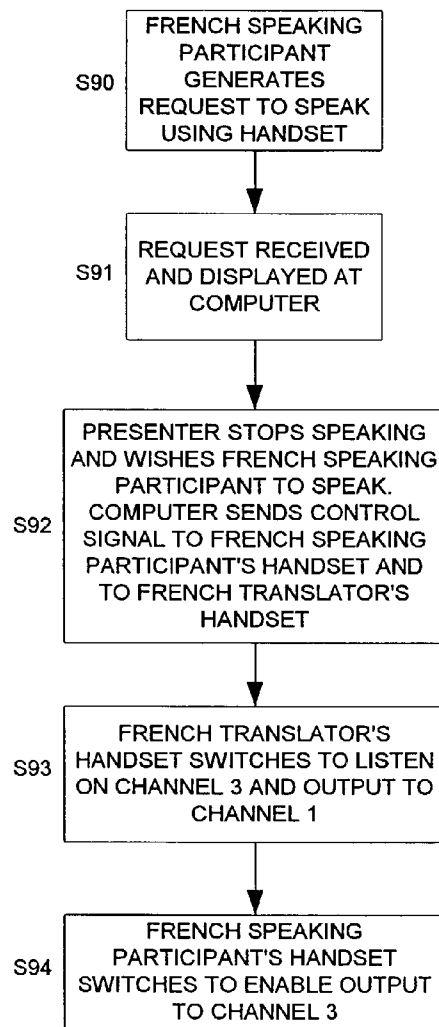 FRENCH SPEAKING
PARTICIPANT
GENERATES
REQUEST TO SPEAK
USING HANDSET
S90
REQUEST RECEIVED
AND DISPLAYED AT
COMPUTER
S91
PRESENTER STOPS SPEAKING
AND WISHES FRENCH SPEAKING
PARTICIPANT TO SPEAK.
COMPUTER SENDS CONTROL
SIGNAL TO FRENCH SPEAKING
PARTICIPANT'S HANDSET AND
TO FRENCH TRANSLATOR'S
HANDSET
S92
FRENCH TRANSLATOR'S
HANDSET SWITCHES TO LISTEN
ON CHANNEL 3 AND OUTPUT TO
CHANNEL 1
S93
FRENCH SPEAKING
PARTICIPANT'S HANDSET
SWITCHES TO ENABLE OUTPUT
TO CHANNEL 3
S94